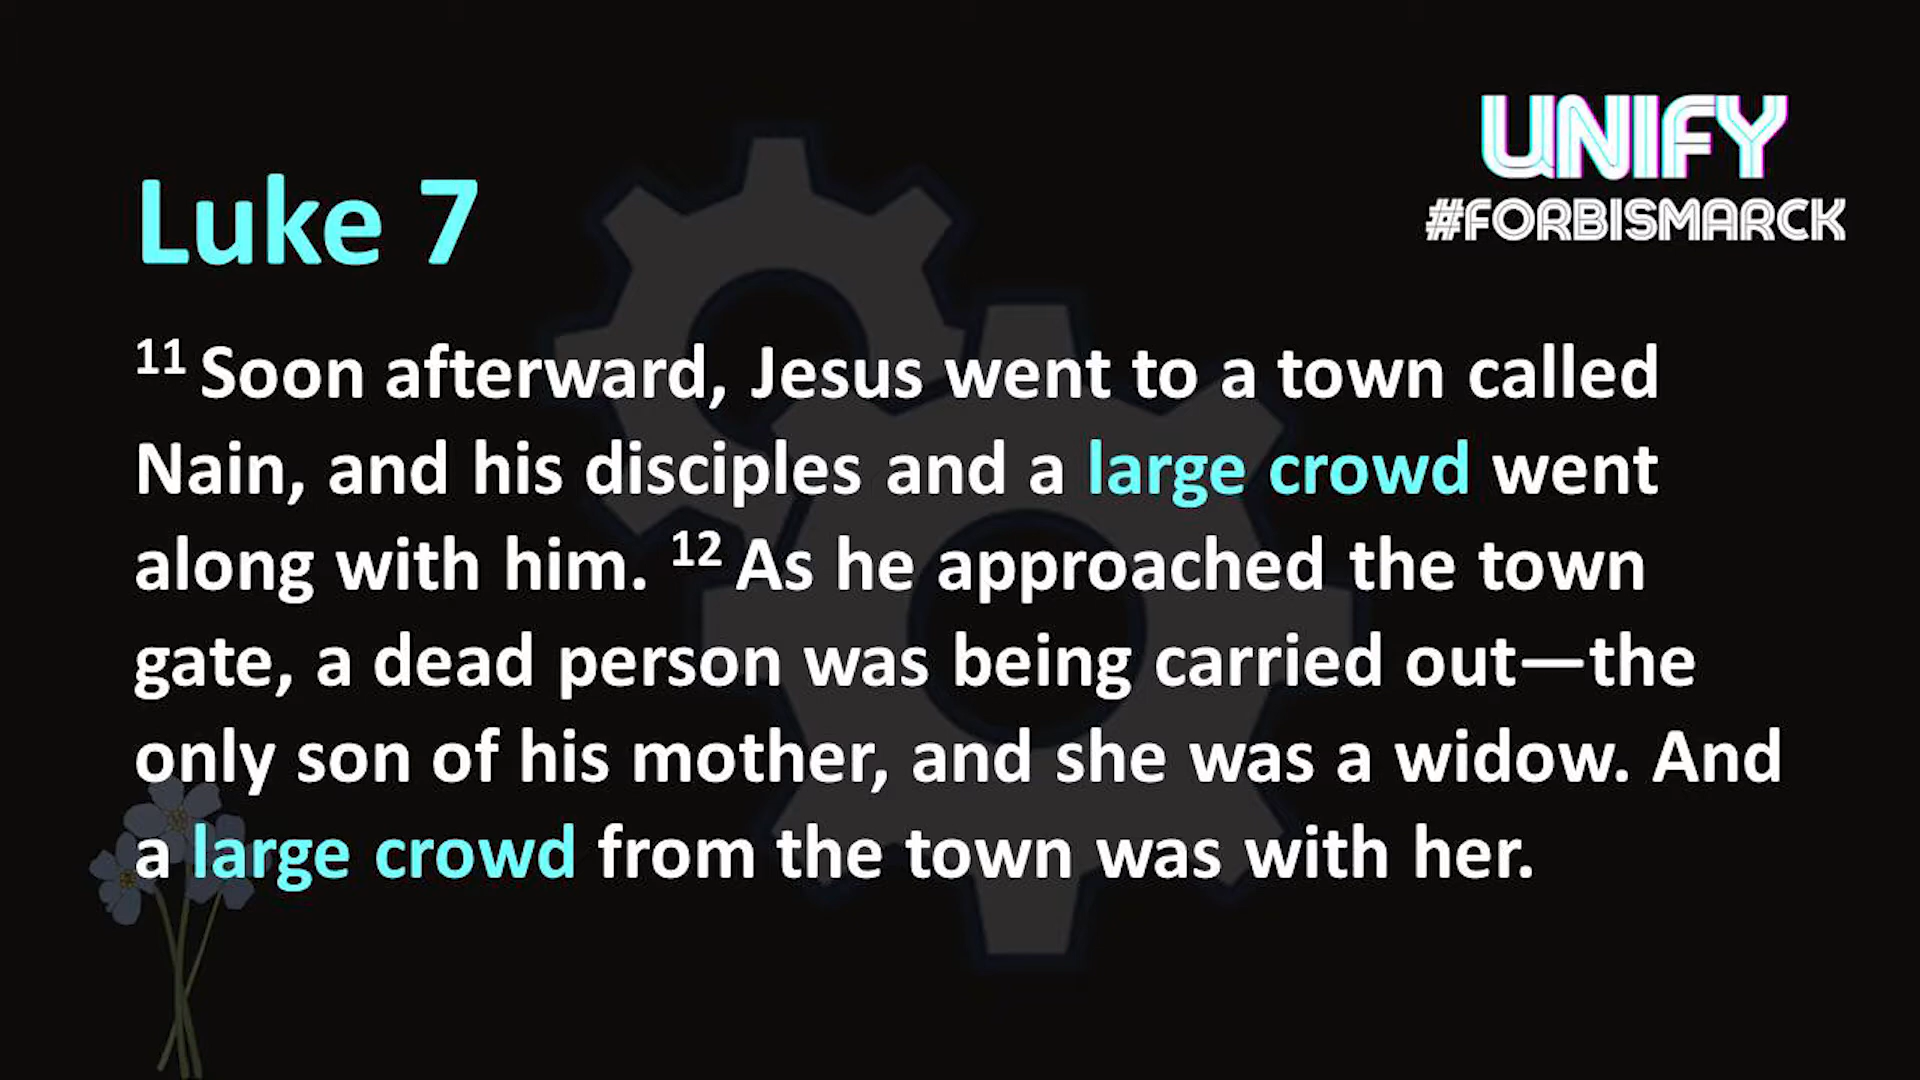 UNIFY
#FORBISMARCK
Luke 7
11 Soon afterward, Jesus went to a town called
Nain, and his disciples and a large crowd went
along with him. 12 As he approached the town
gate, a dead person was being carried out—the
only son of his mother, and she was a widow. And
a large crowd from the town was with her.